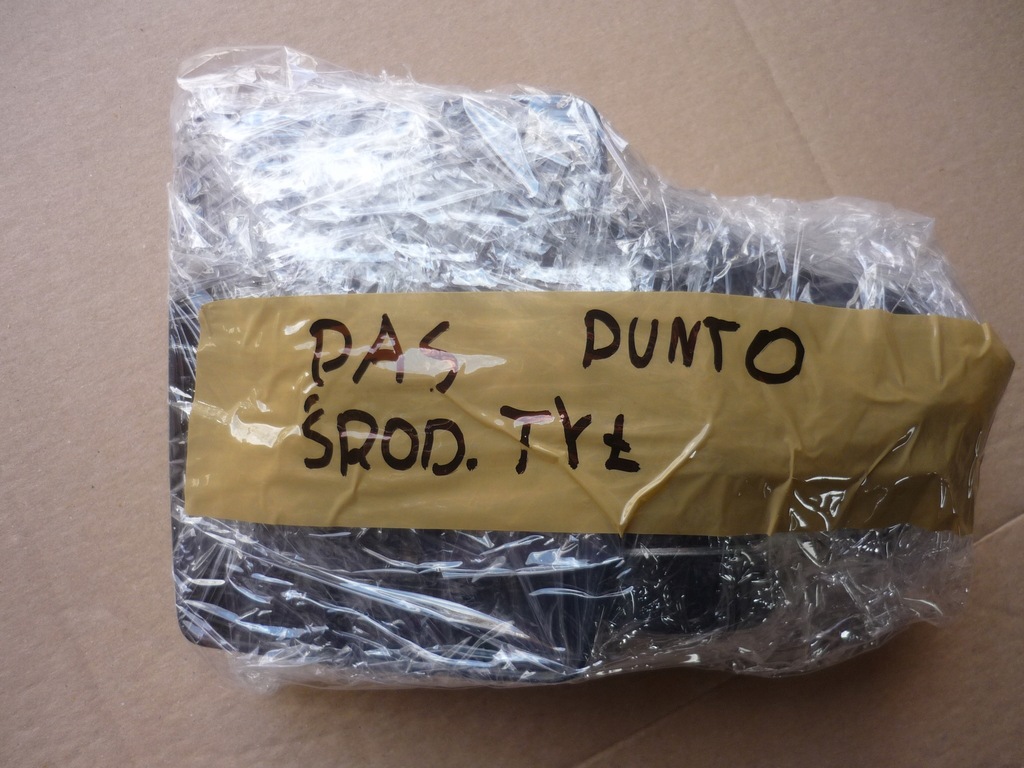 PAS PUNTO
ŚROD. TYŁ